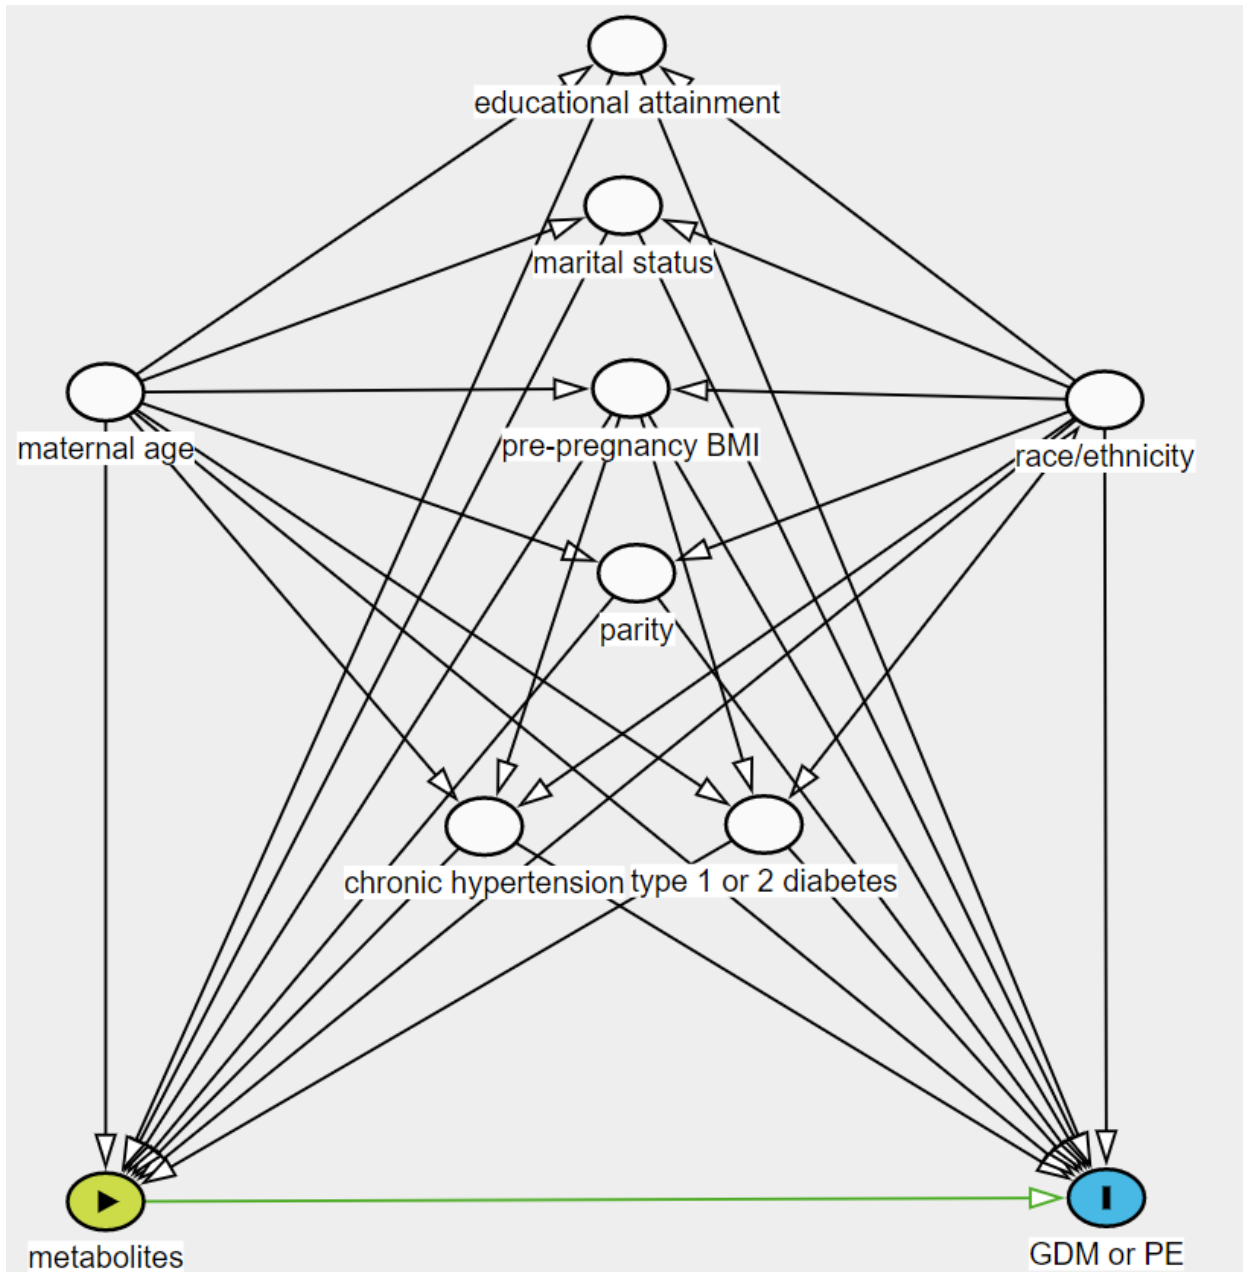 educational attainment
marital status
maternal age
pre-pregnancy BMI
race/ethnicity
parity
chronic hypertension
type 1 or 2 diabetes
metabolites
GDM or PE